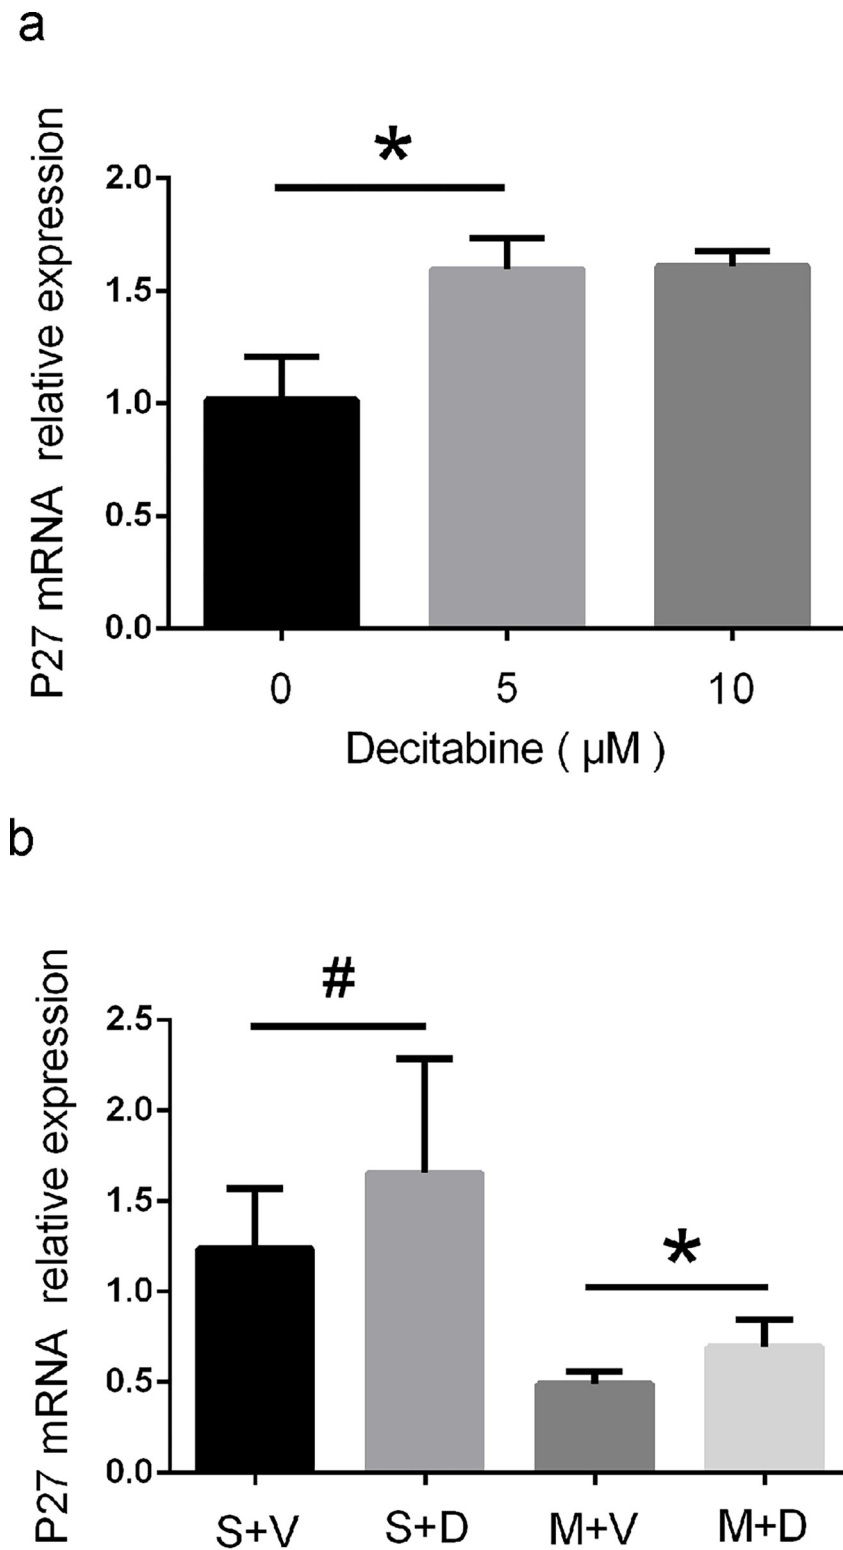 a
P27 mRNA relative expression
*
2.0
1.5
1.0
0.5
0.0
0 5 10
Decitabine ( µM )
b
P27 mRNA relative expression
#
2.5
2.0
1.5
*
1.0
0.5
0.0
S+V S+D M+V M+D